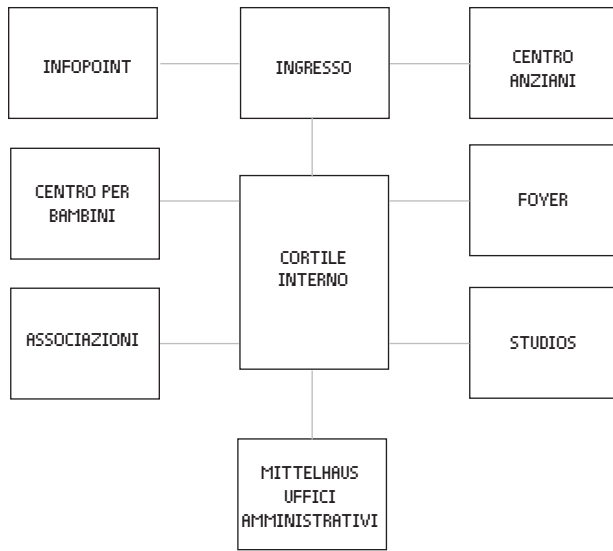 INFOPOINT
INGRESSO
CENTRO
ANZIANI
CENTRO PER
BAMBINI
CORTILE
INTERNO
FOYER
ASSOCIAZIONI
STUDIOS
MITTELHAUS
UFFICI
AMMINISTRATIVI